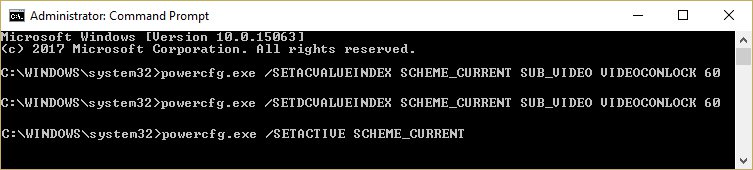 Administrator: Command Prompt
Microsoft Windows [Version 10.0.15063]
(c) 2017 Microsoft Corporation. All rights reserved.
C:\WINDOWS\system32>powercfg.exe /SETACVALUEINDEX SCHEME_CURRENT SUB_VIDEO VIDEOCONLOCK 60
C:\WINDOWS\system32>powercfg.exe /SETDCVALUEINDEX SCHEME_CURRENT SUB_VIDEO VIDEOCONLOCK 60
C:\WINDOWS\system32>powercfg.exe /SETACTIVE SCHEME_CURRENT